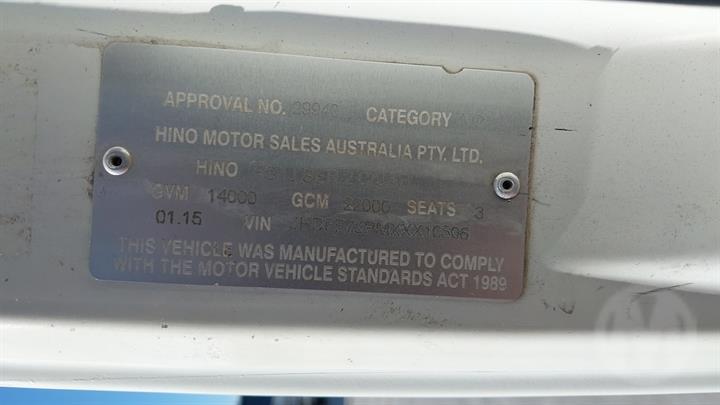 APPROVAL NO. CATEGORY
HINO MOTOR SALES AUSTRALIA PTY. LTD.
HINO
GVM 14000 GCM 22000 SEATS 3
01.15 VIN
THIS VEHICLE WAS MANUFACTURED TO COMPLY
WITH THE MOTOR VEHICLE STANDARDS ACT 1989